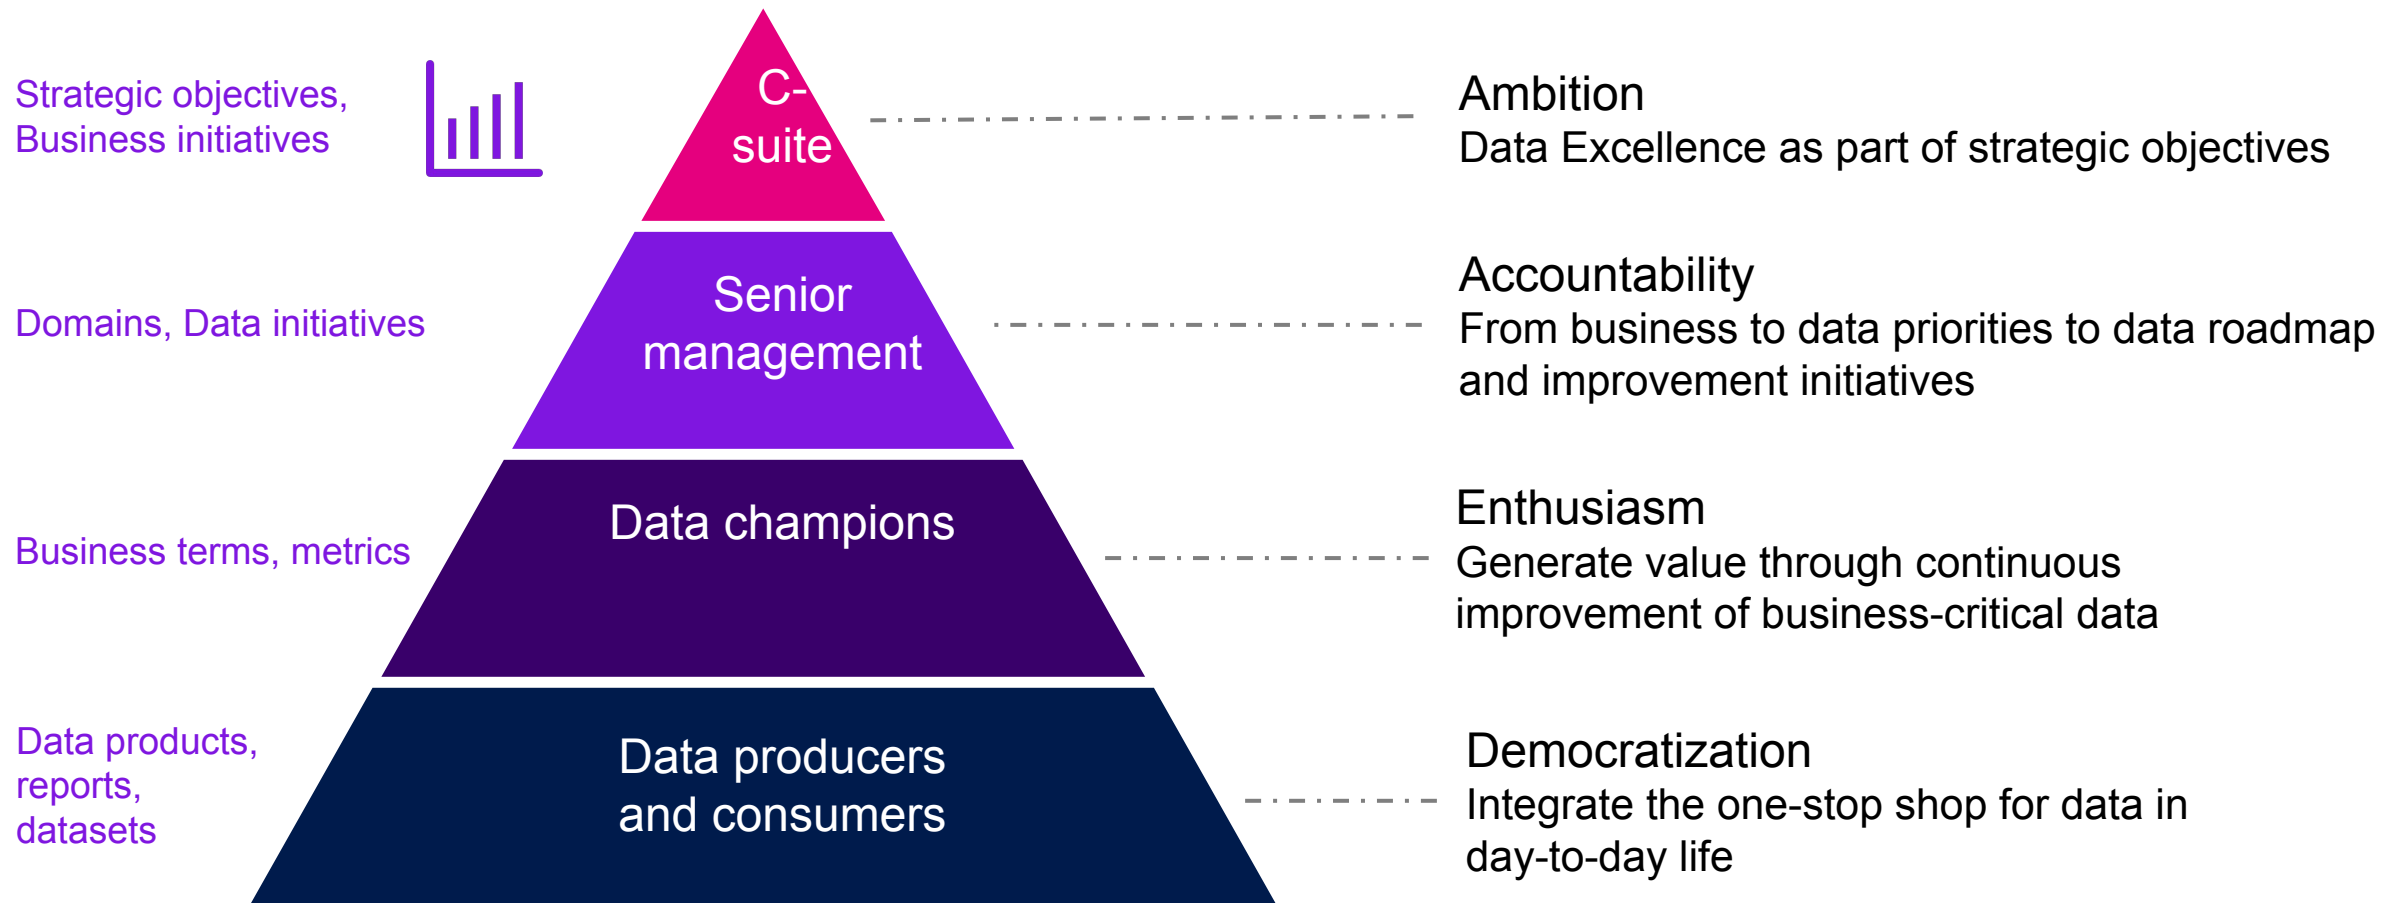 Strategic objectives,
Business initiatives
C-
suite
Ambition
Data Excellence as part of strategic objectives
Domains, Data initiatives
Senior
management
Accountability
From business to data priorities to data roadmap
and improvement initiatives
Business terms, metrics
Data champions
Enthusiasm
Generate value through continuous
improvement of business-critical data
Data products,
reports,
datasets
Data producers
and consumers
Democratization
Integrate the one-stop shop for data in
day-to-day life